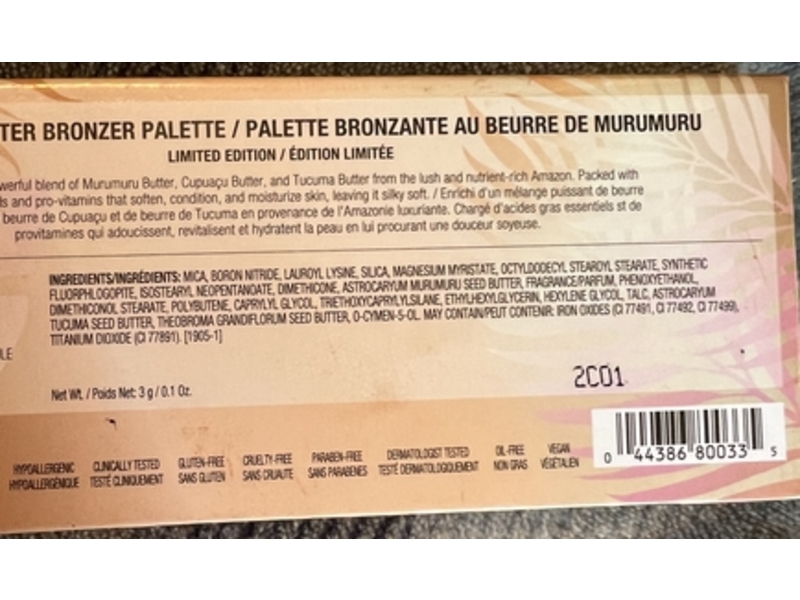 TER BRONZER PALETTE / PALETTE BRONZANTE AU BEURRE DE MURUMURU
LIMITED EDITION / ÉDITION LIMITÉE
werful blend of Murumuru Butter, Cupuaçu Butter, and Tucuma Butter from the lush and nutrient-rich Amazon. Packed with
ds and pro-vitamins that soften, condition, and moisturize skin, leaving it silky soft. / Enrichi d'un mélange puissant de beurre
beurre de Cupuaçu et de beurre de Tucuma en provenance de l'Amazonie luxuriante. Chargé d'acides gras essentiels st de
provitamines qui adoucissent, revitalisent et hydratent la peau en lui procurant une douceur soyeuse.
INGREDIENTS/INGRÉDIENTS: MICA, BORON NITRIDE, LAUROYL LYSINE, SILICA, MAGNESIUM MYRISTATE, OCTYLDODECYL STEAROYL STEARATE, SYNTHETIC
FLUORPHLOGOPITE, ISOSTEARYL NEOPENTANOATE, DIMETHICONE, ASTROCARYUM MURUMURU SEED BUTTER, FRAGRANCE/PARFUM, PHENOXYETHANOL,
DIMETHICONOL STEARATE, POLYBUTENE, CAPRYLYL GLYCOL, TRIETHOXYCAPRYLYLSILANE, ETHYLHEXYLGLYCERIN, HEXYLENE GLYCOL, TALC, ASTROCARYUM
TUCUMA SEED BUTTER, THEOBROMA GRANDIFLORUM SEED BUTTER, O-CYMEN-5-OL. MAY CONTAIN/PEUT CONTENIR: IRON OXIDES (CI 77491, CI 77492, CI 77499),
TITANIUM DIOXIDE (CI 77891). [1905-1]
LE
Net Wt. / Poids Net: 3 g / 0.1 Oz.
2C01
HYPOALLERGENIC CLINICALLY TESTED GLUTEN-FREE CRUELTY-FREE PARABEN-FREE DERMATOLOGIST TESTED OIL-FREE VEGAN
HYPOALLERGÉNIQUE TESTÉ CLINIQUEMENT SANS GLUTEN SANS CRUAUTE SANS PARABENES TESTÉ DERMATOLOGIQUEMENT NON GRAS VÉGÉTALIEN
0 44386 80033 5